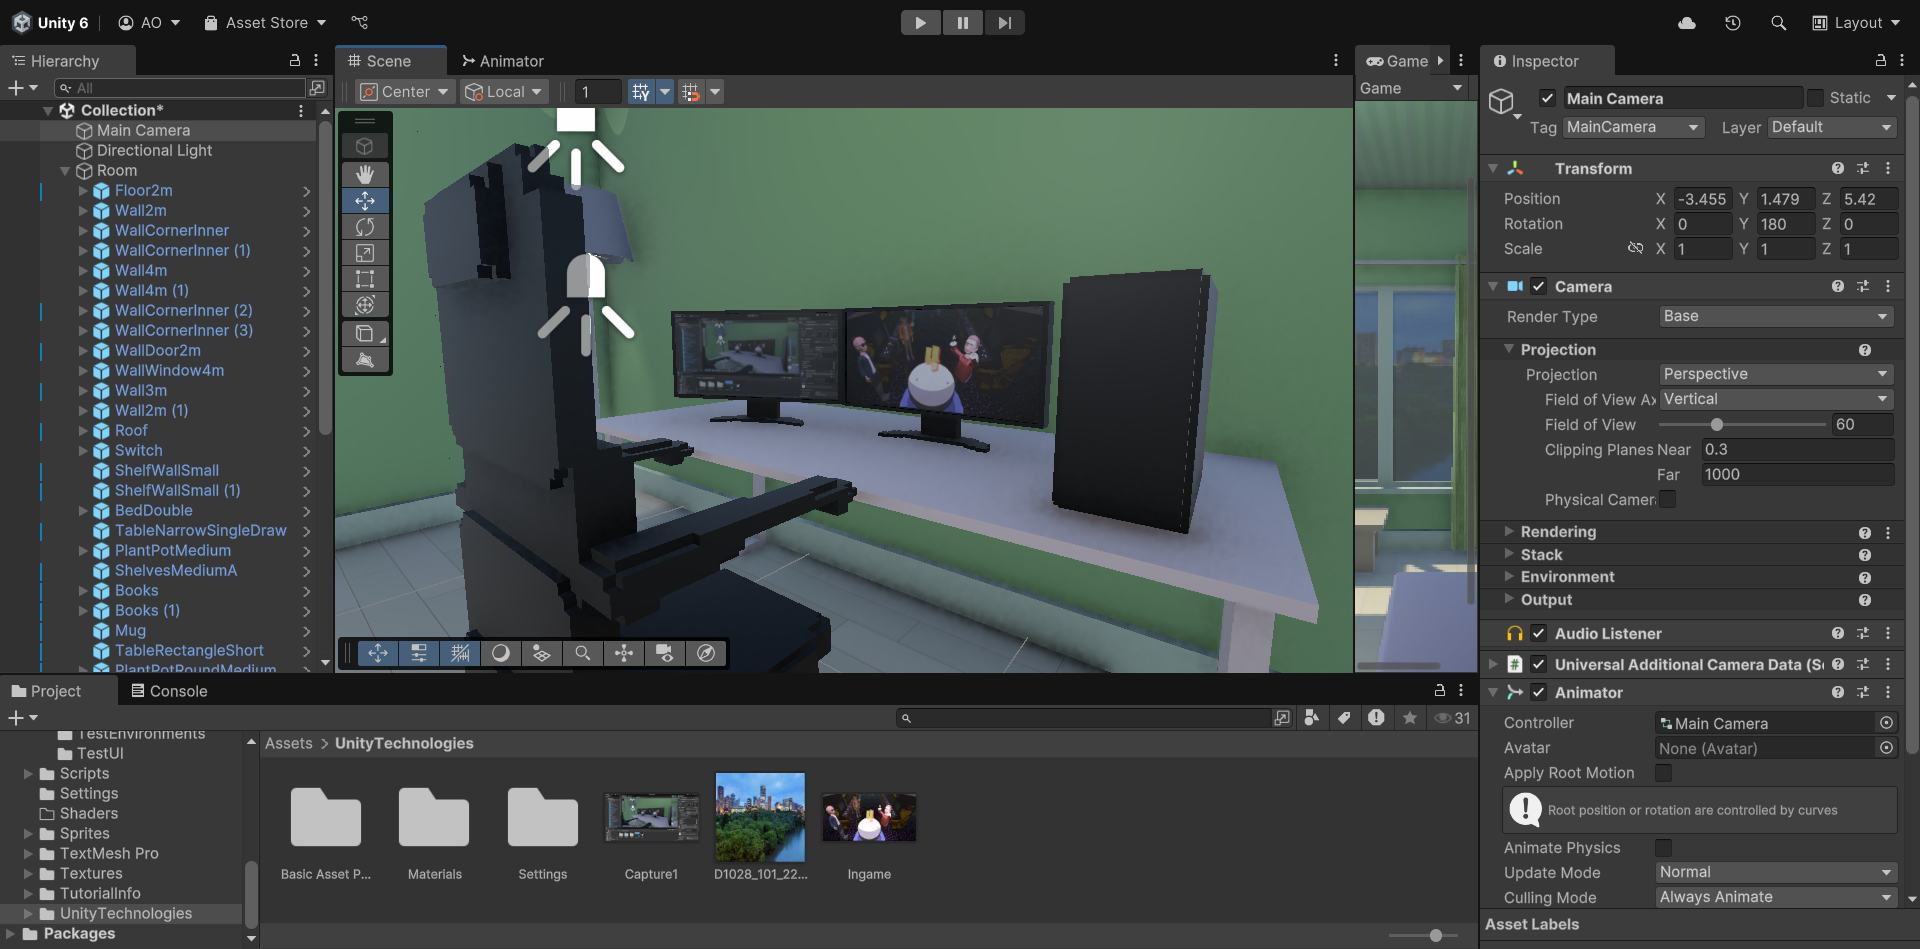 Unity 6
AO
Asset Store
Layout
Hierarchy
All
Collection*
Main Camera
Directional Light
Room
Floor2m
Wall2m
WallCornerInner
WallCornerInner (1)
Wall4m
Wall4m (1)
WallCornerInner (2)
WallCornerInner (3)
WallDoor2m
WallWindow4m
Wall3m
Wall2m (1)
Roof
Switch
ShelfWallSmall
ShelfWallSmall (1)
BedDouble
TableNarrowSingleDraw
PlantPotMedium
ShelvesMediumA
Books
Books (1)
Mug
TableRectangleShort
PlantPotRoundMedium
Scene
Animator
Center
Local
1
Game
Game
Inspector
Main Camera
Static
Tag
MainCamera
Layer
Default
Transform
Position X -3.455 Y 1.479 Z 5.42
Rotation X 0 Y 180 Z 0
Scale X 1 Y 1 Z 1
Camera
Render Type
Base
Projection
Projection
Perspective
Field of View Ax
Vertical
Field of View
60
Clipping Planes Near
0.3
Far
1000
Physical Camer
Rendering
Stack
Environment
Output
Audio Listener
Universal Additional Camera Data (S
Animator
Controller
Main Camera
Avatar
None (Avatar)
Apply Root Motion
Root position or rotation are controlled by curves
Animate Physics
Update Mode
Normal
Culling Mode
Always Animate
Asset Labels
Project
Console
31
TestEnvironments
TestUI
Scripts
Settings
Shaders
Sprites
TextMesh Pro
Textures
TutorialInfo
UnityTechnologies
Packages
Assets > UnityTechnologies
Basic Asset P...
Materials
Settings
Capture1
D1028_101_22...
Ingame